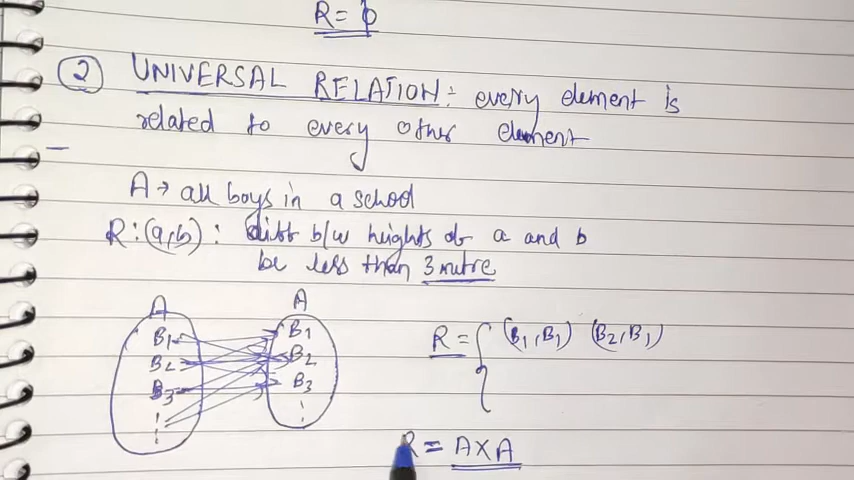 R = ϕ
② UNIVERSAL RELATION: every element is
related to every other element
A → all boys in a school
R : (a,b) : diff b/w heights of a and b
be less than 3 metre
A A
B1 B1
B2 B2
B3 B3
R = { (B1,B1) (B2,B1)
R = A×A